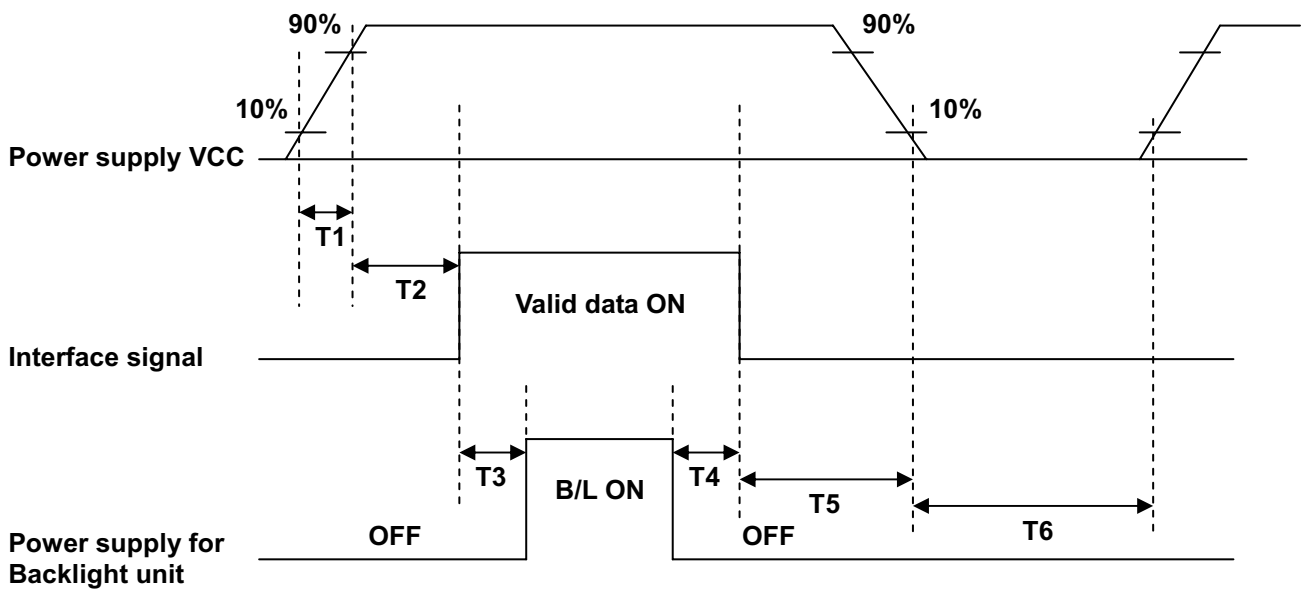 90%
90%
10%
10%
Power supply VCC
T1
T2
Valid data ON
Interface signal
T3
T4
B/L ON
T5
T6
OFF
OFF
Power supply for
Backlight unit